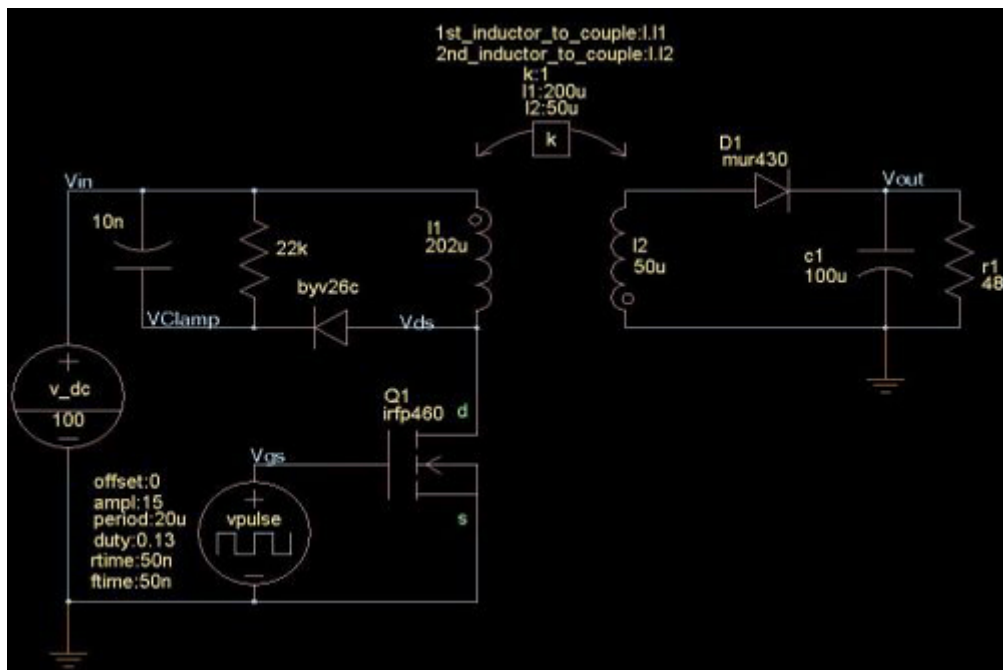 1st_inductor_to_couple:l.l1
2nd_inductor_to_couple:l.l2
k:1
l1:200u
l2:50u
k
D1
mur430
Vin
Vout
10n
22k
l1
202u
l2
50u
c1
100u
r1
48
byv26c
VClamp
Vds
+
v_dc
100
Q1
irfp460
d
Vgs
s
offset:0
ampl:15
period:20u
duty:0.13
rtime:50n
ftime:50n
+
vpulse